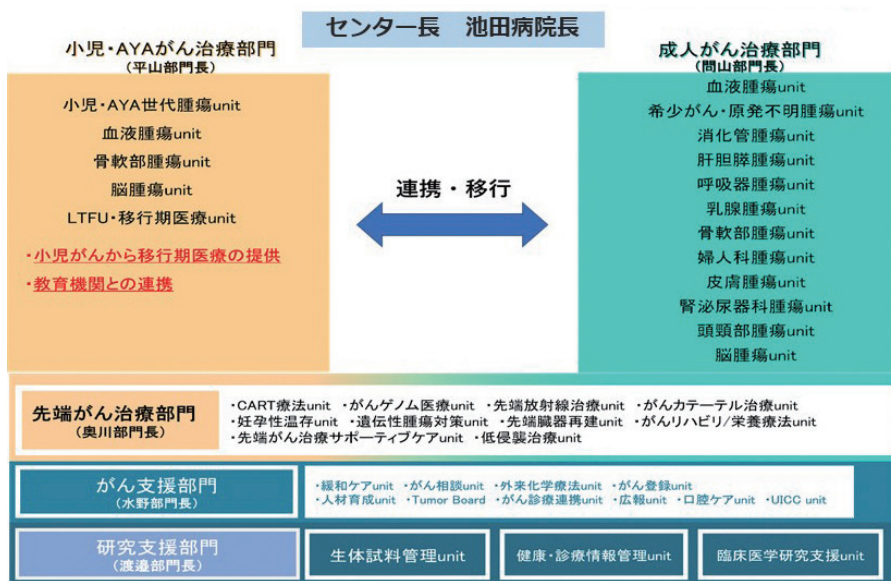 センター長　池田病院長
小児・AYAがん治療部門
(平山部門長)
小児・AYA世代腫瘍unit
血液腫瘍unit
骨軟部腫瘍unit
脳腫瘍unit
LTFU・移行期医療unit
・小児がんから移行期医療の提供
・教育機関との連携
連携・移行
成人がん治療部門
(問山部門長)
血液腫瘍unit
希少がん・原発不明腫瘍unit
消化管腫瘍unit
肝胆膵腫瘍unit
呼吸器腫瘍unit
乳腺腫瘍unit
骨軟部腫瘍unit
婦人科腫瘍unit
皮膚腫瘍unit
腎泌尿器科腫瘍unit
頭頸部腫瘍unit
脳腫瘍unit
先端がん治療部門
(奥川部門長)
・CART療法unit ・がんゲノム医療unit ・先端放射線治療unit ・がんカテーテル治療unit
・妊孕性温存unit ・遺伝性腫瘍対策unit ・先端臓器再建unit ・がんリハビリ/栄養療法unit
・先端がん治療サポーティブケアunit ・低侵襲治療unit
がん支援部門
(水野部門長)
・緩和ケアunit ・がん相談unit ・外来化学療法unit ・がん登録unit
・人材育成unit ・Tumor Board ・がん診療連携unit ・広報unit ・口腔ケアunit ・UICC unit
研究支援部門
(渡邉部門長)
生体試料管理unit
健康・診療情報管理unit
臨床医学研究支援unit